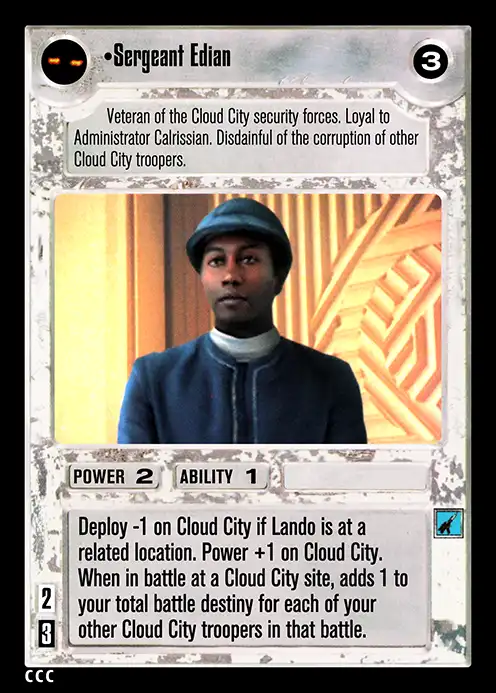 •Sergeant Edian
3
Veteran of the Cloud City security forces. Loyal to
Administrator Calrissian. Disdainful of the corruption of other
Cloud City troopers.
POWER 2
ABILITY 1
Deploy -1 on Cloud City if Lando is at a
related location. Power +1 on Cloud City.
When in battle at a Cloud City site, adds 1 to
your total battle destiny for each of your
other Cloud City troopers in that battle.
2
3
CCC